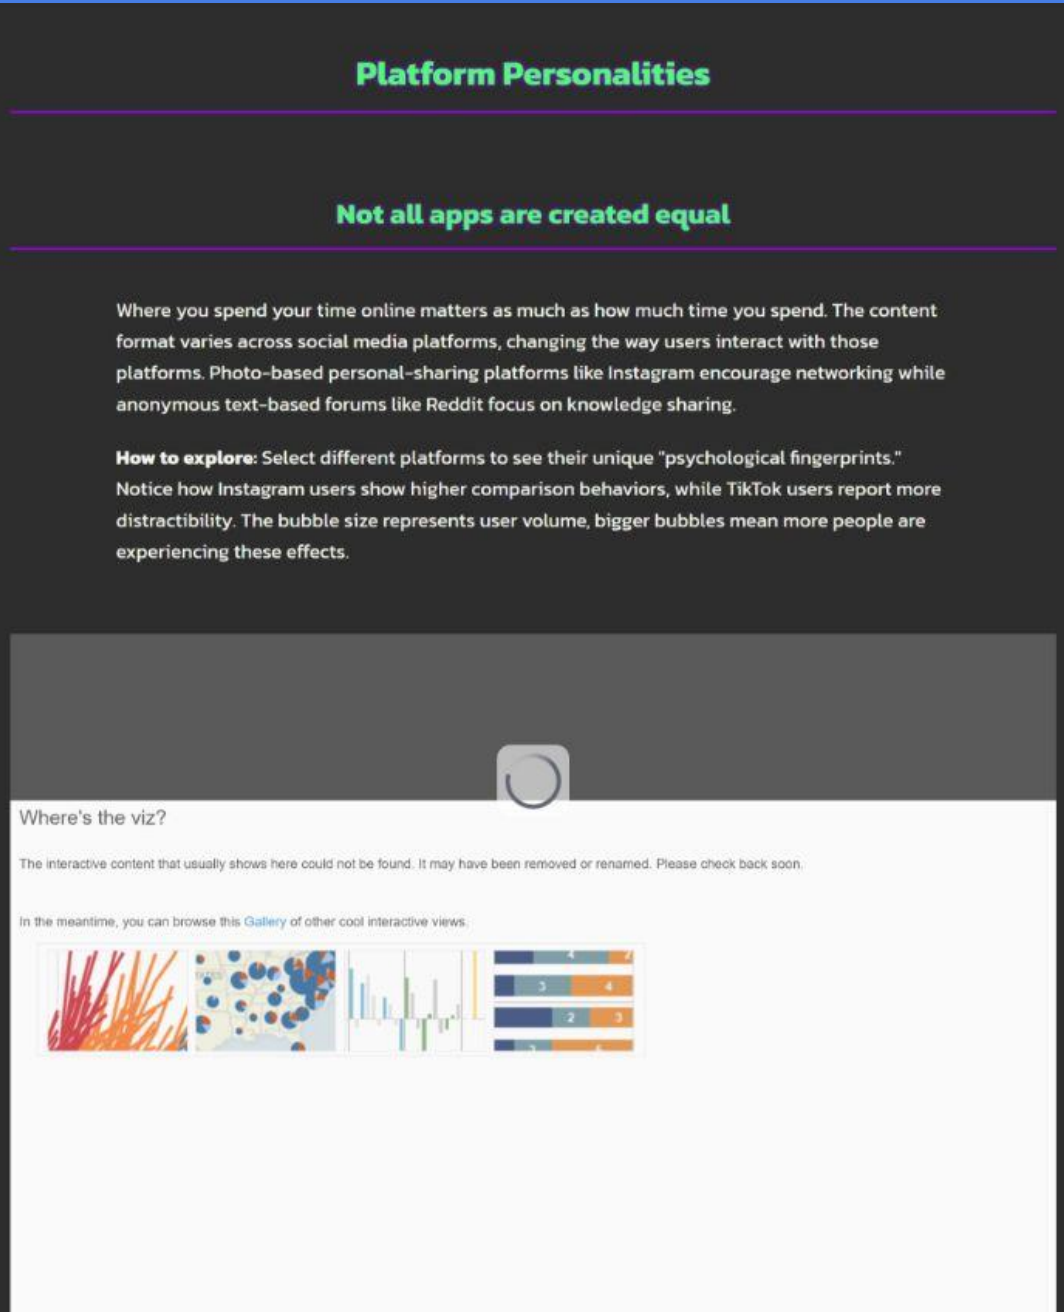 Platform Personalities
Not all apps are created equal
Where you spend your time online matters as much as how much time you spend. The content
format varies across social media platforms, changing the way users interact with those
platforms. Photo-based personal-sharing platforms like Instagram encourage networking while
anonymous text-based forums like Reddit focus on knowledge sharing.
How to explore: Select different platforms to see their unique "psychological fingerprints."
Notice how Instagram users show higher comparison behaviors, while TikTok users report more
distractibility. The bubble size represents user volume, bigger bubbles mean more people are
experiencing these effects.
Where's the viz?
The interactive content that usually shows here could not be found. It may have been removed or renamed. Please check back soon.
In the meantime, you can browse this Gallery of other cool interactive views.
4 2
3 4
2 3